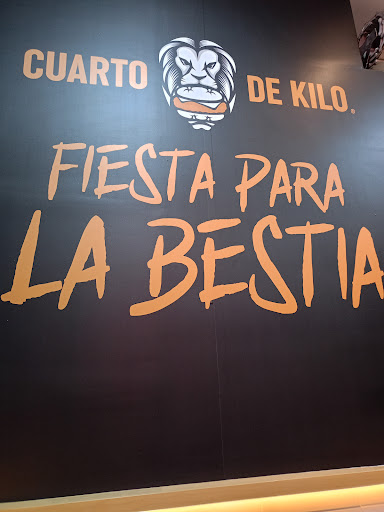 CUARTO DE KILO®
FIESTA PARA
LA BESTIA